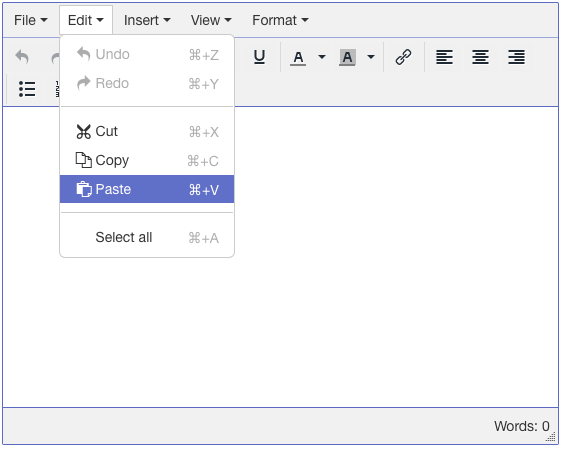 File Edit Insert View Format
Undo ⌘+Z
Redo ⌘+Y
U A A
Cut ⌘+X
Copy ⌘+C
Paste ⌘+V
Select all ⌘+A
Words: 0